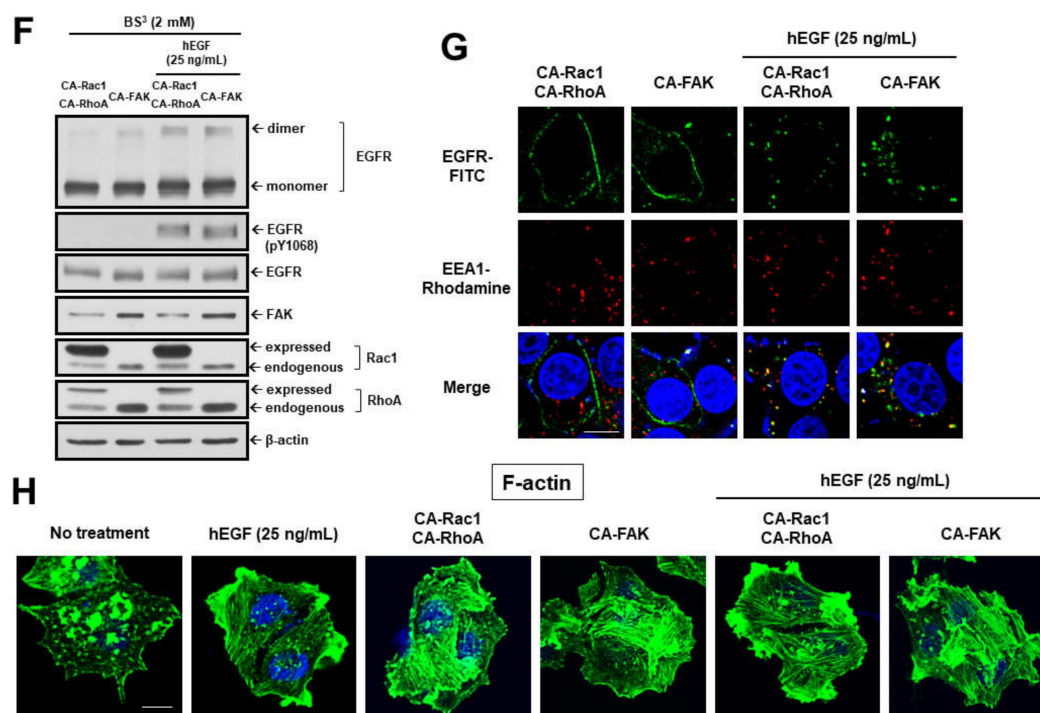 F
BS³ (2 mM)
hEGF
(25 ng/mL)
CA-Rac1
CA-RhoA
CA-FAK
CA-Rac1
CA-RhoA
CA-FAK
← dimer
EGFR
← monomer
← EGFR
(pY1068)
← EGFR
← FAK
← expressed
Rac1
← endogenous
← expressed
RhoA
← endogenous
← β-actin
G
hEGF (25 ng/mL)
CA-Rac1
CA-RhoA
CA-FAK
CA-Rac1
CA-RhoA
CA-FAK
EGFR-
FITC
EEA1-
Rhodamine
Merge
H
F-actin
hEGF (25 ng/mL)
No treatment
hEGF (25 ng/mL)
CA-Rac1
CA-RhoA
CA-FAK
CA-Rac1
CA-RhoA
CA-FAK